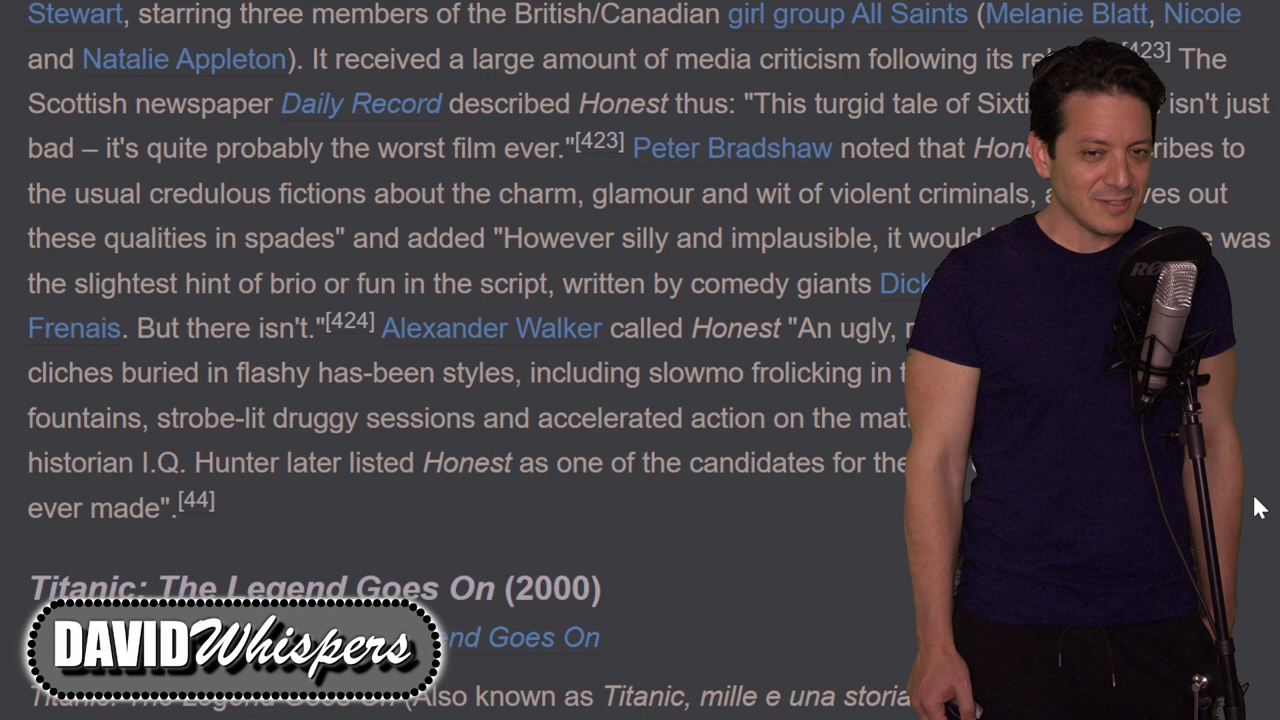 Stewart, starring three members of the British/Canadian girl group All Saints (Melanie Blatt, Nicole
and Natalie Appleton). It received a large amount of media criticism following its [423] The
Scottish newspaper Daily Record described Honest thus: "This turgid tale of isn't just
bad – it's quite probably the worst film ever."[423] Peter Bradshaw noted that to
the usual credulous fictions about the charm, glamour and wit of violent criminals, out
these qualities in spades" and added "However silly and implausible, it would was
the slightest hint of brio or fun in the script, written by comedy giants Dick
Frenais. But there isn't."[424] Alexander Walker called Honest "An ugly,
cliches buried in flashy has-been styles, including slowmo frolicking in
fountains, strobe-lit druggy sessions and accelerated action on the
historian I.Q. Hunter later listed Honest as one of the candidates for
ever made".[44]
Titanic: The Legend Goes On (2000)
Goes On
(Also known as Titanic, mille e una storia
DAVID Whispers
RØDE